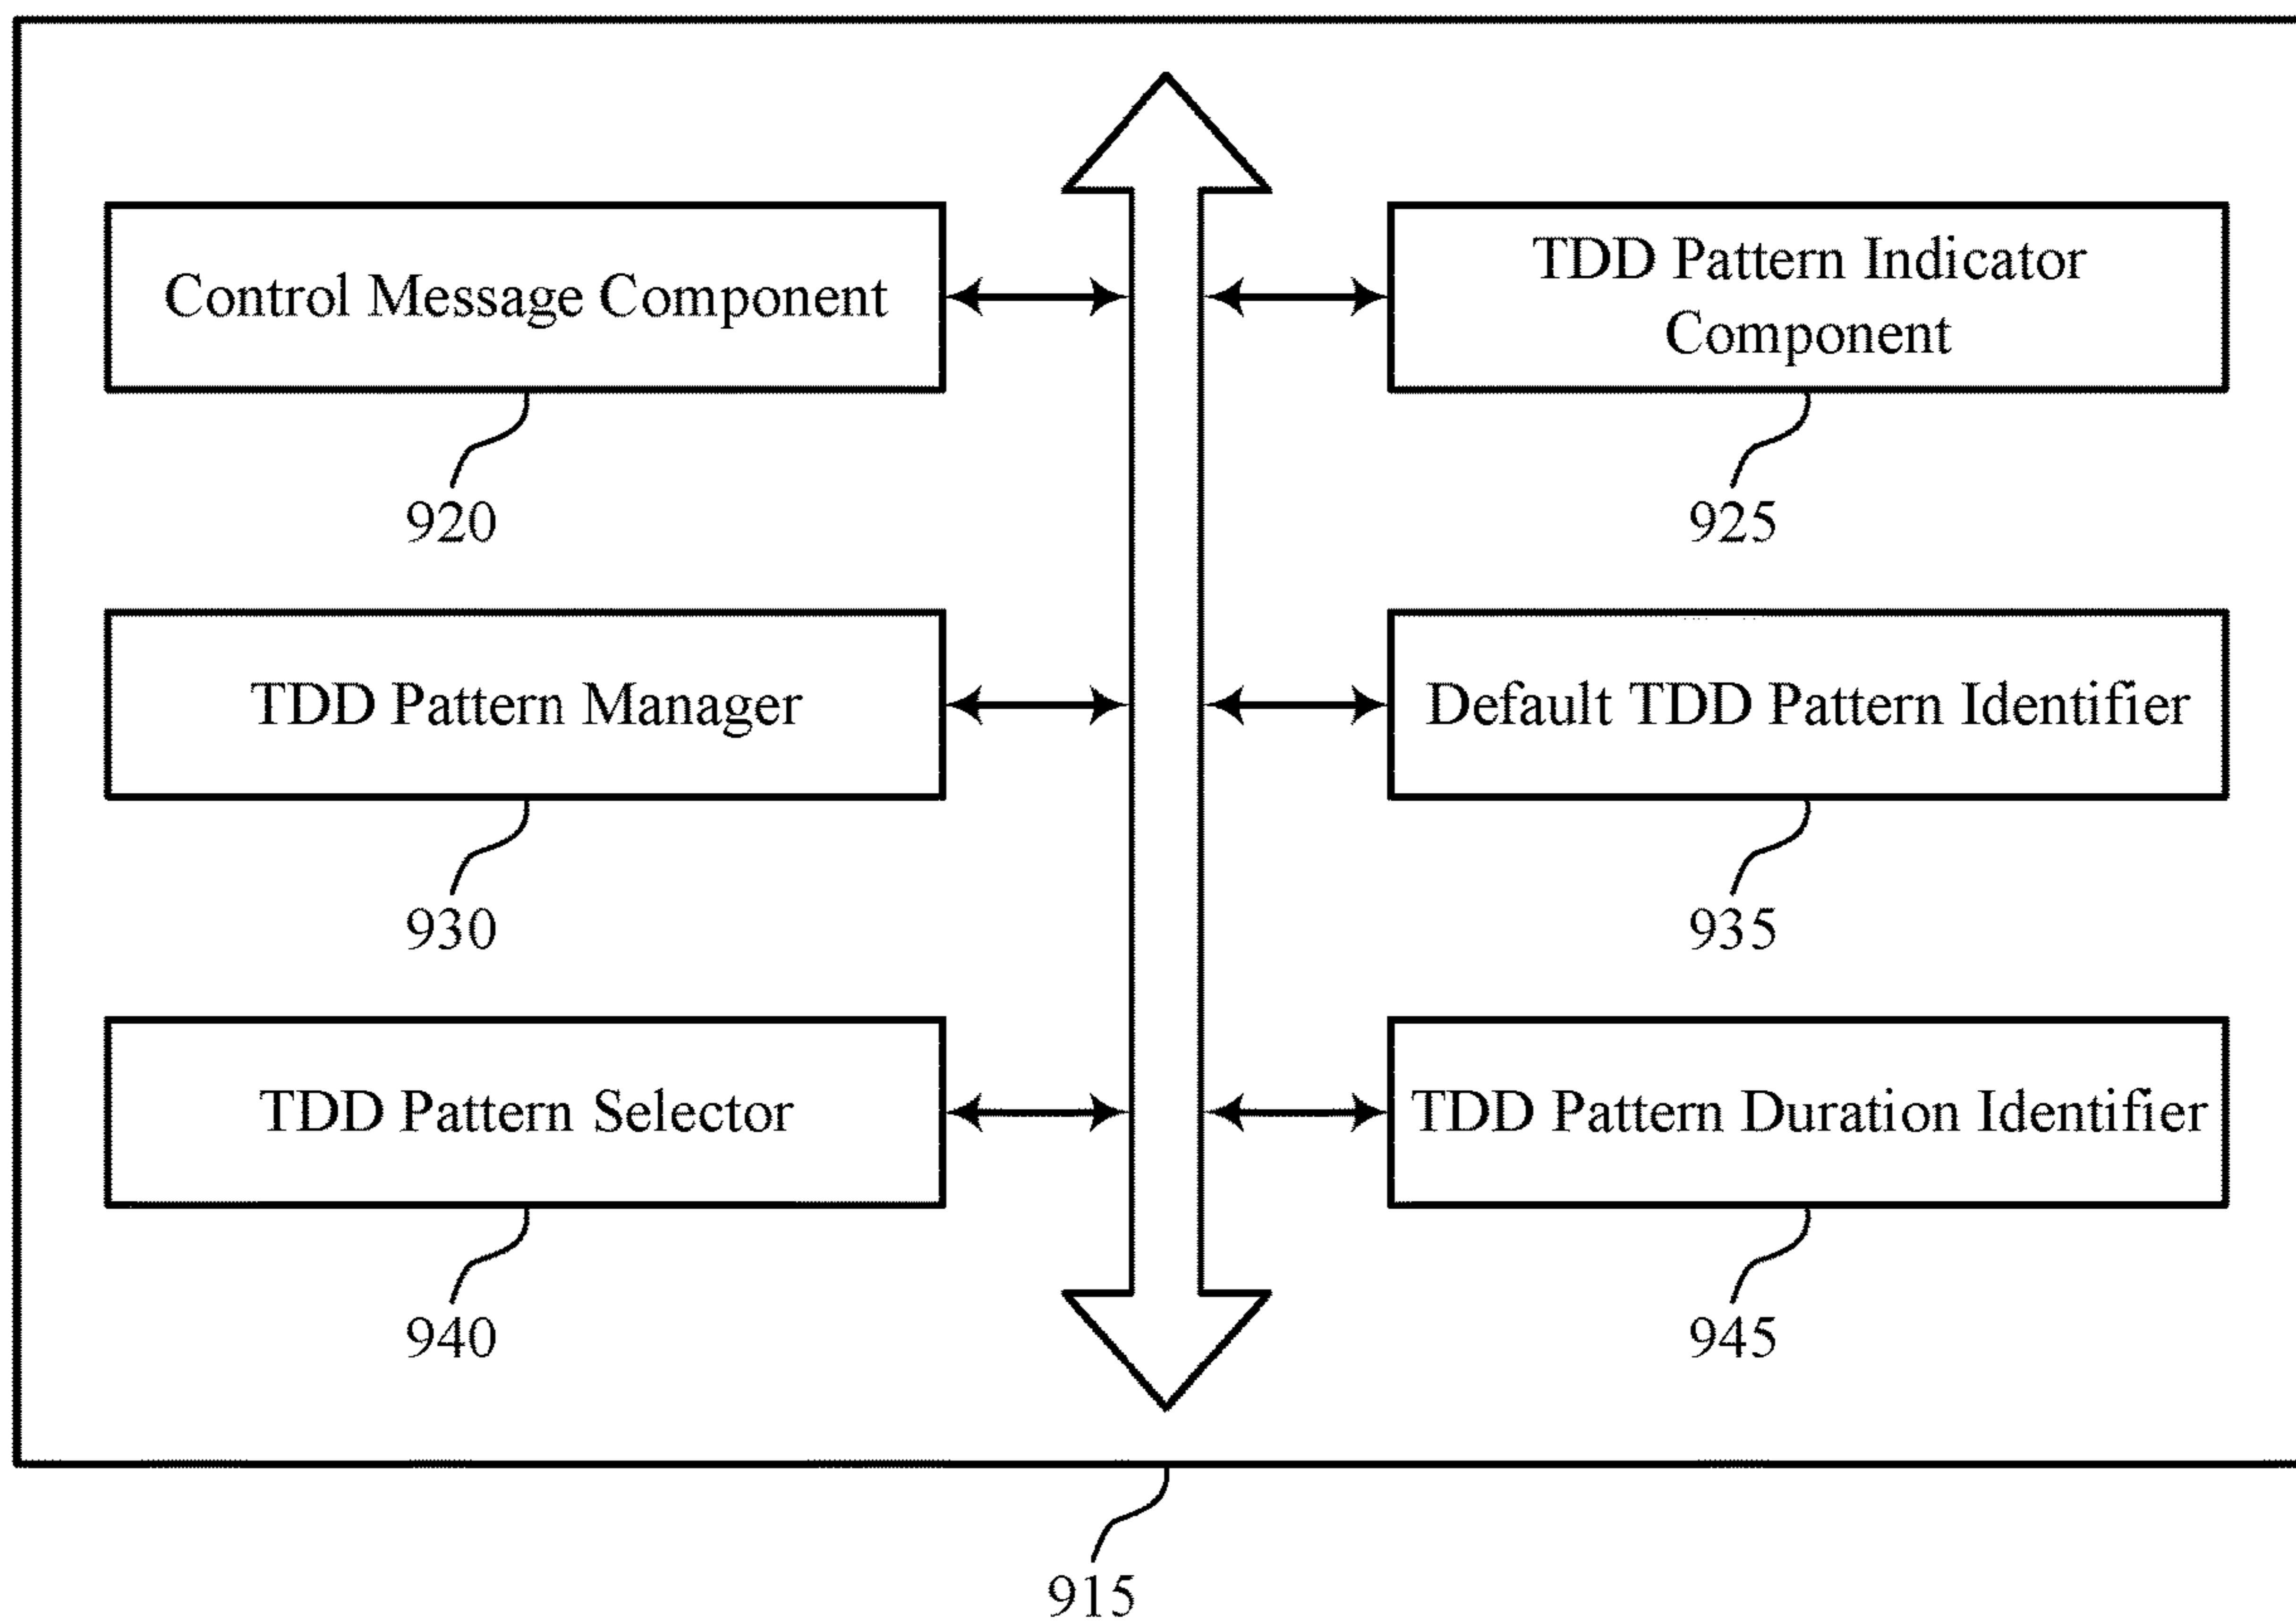 Control Message Component
TDD Pattern Indicator
Component
920
925
TDD Pattern Manager
Default TDD Pattern Identifier
930
935
TDD Pattern Selector
TDD Pattern Duration Identifier
940
945
915